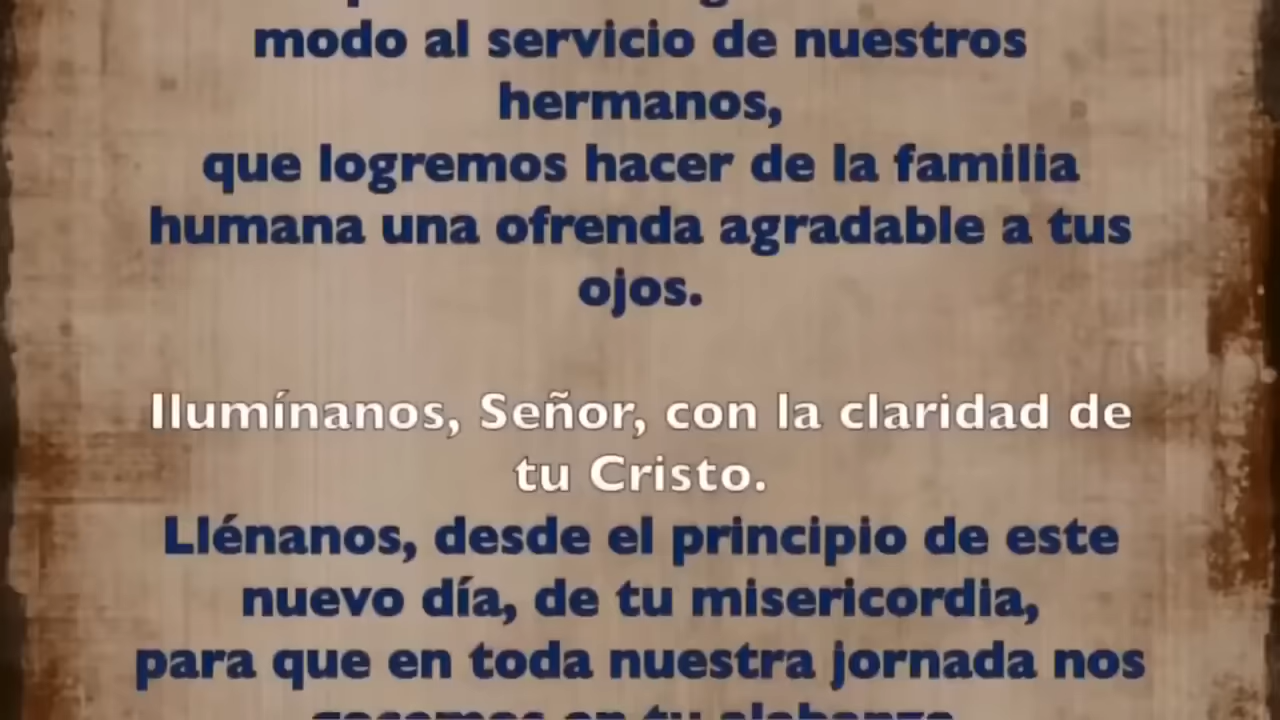 modo al servicio de nuestros
hermanos,
que logremos hacer de la familia
humana una ofrenda agradable a tus
ojos.
Ilumínanos, Señor, con la claridad de
tu Cristo.
Llénanos, desde el principio de este
nuevo día, de tu misericordia,
para que en toda nuestra jornada nos